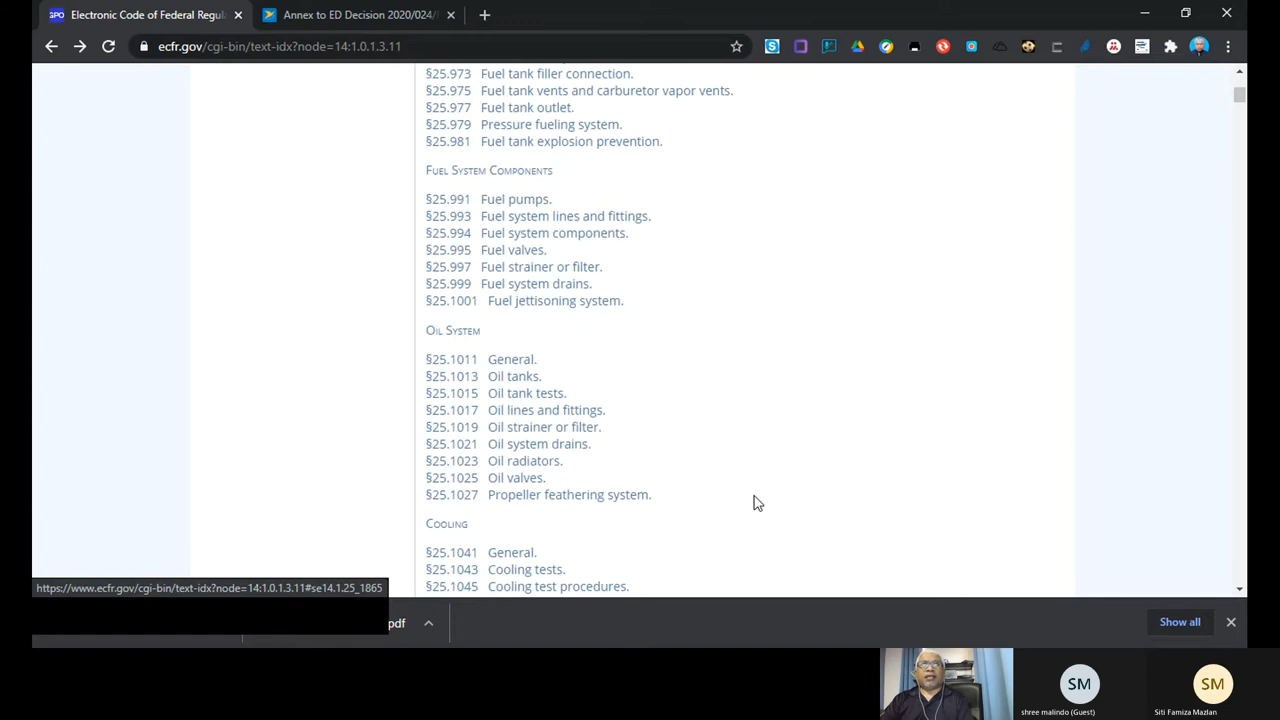 GPO Electronic Code of Federal Regula
Annex to ED Decision 2020/024/
ecfr.gov/cgi-bin/text-idx?node=14:1.0.1.3.11
§25.973 Fuel tank filler connection.
§25.975 Fuel tank vents and carburetor vapor vents.
§25.977 Fuel tank outlet.
§25.979 Pressure fueling system.
§25.981 Fuel tank explosion prevention.
Fuel System Components
§25.991 Fuel pumps.
§25.993 Fuel system lines and fittings.
§25.994 Fuel system components.
§25.995 Fuel valves.
§25.997 Fuel strainer or filter.
§25.999 Fuel system drains.
§25.1001 Fuel jettisoning system.
Oil System
§25.1011 General.
§25.1013 Oil tanks.
§25.1015 Oil tank tests.
§25.1017 Oil lines and fittings.
§25.1019 Oil strainer or filter.
§25.1021 Oil system drains.
§25.1023 Oil radiators.
§25.1025 Oil valves.
§25.1027 Propeller feathering system.
Cooling
§25.1041 General.
§25.1043 Cooling tests.
§25.1045 Cooling test procedures.
https://www.ecfr.gov/cgi-bin/text-idx?node=14:1.0.1.3.11#se14.1.25_1865
pdf
Show all
SM
SM
shree malindo (Guest)
Siti Famiza Mazlan